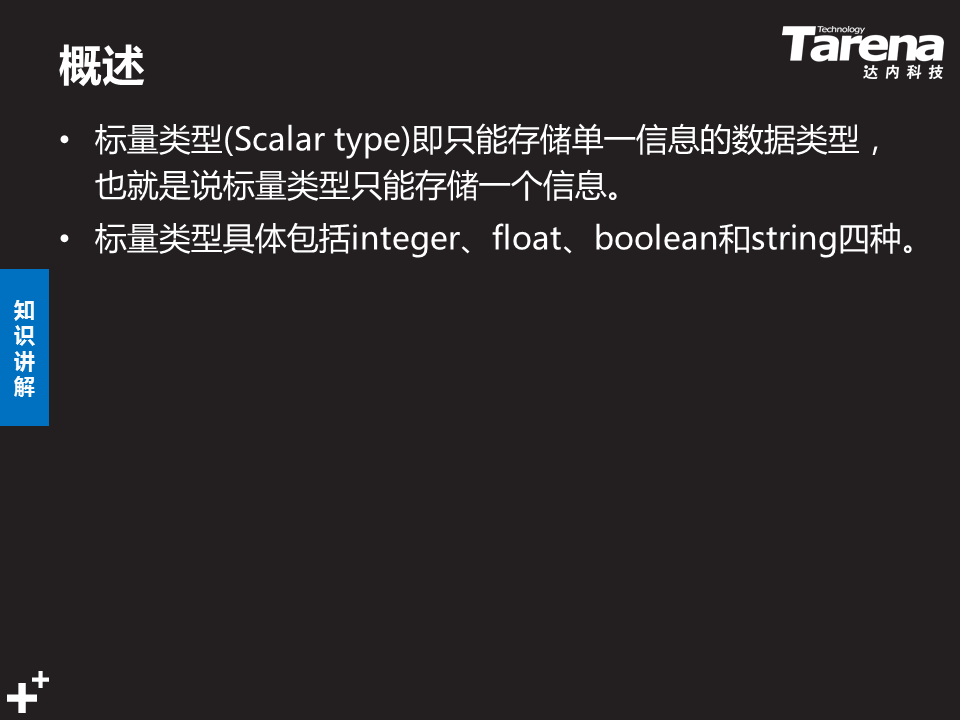 概述
Technology
Tarena
达内科技
• 标量类型(Scalar type)即只能存储单一信息的数据类型，
也就是说标量类型只能存储一个信息。
• 标量类型具体包括integer、float、boolean和string四种。
知
识
讲
解